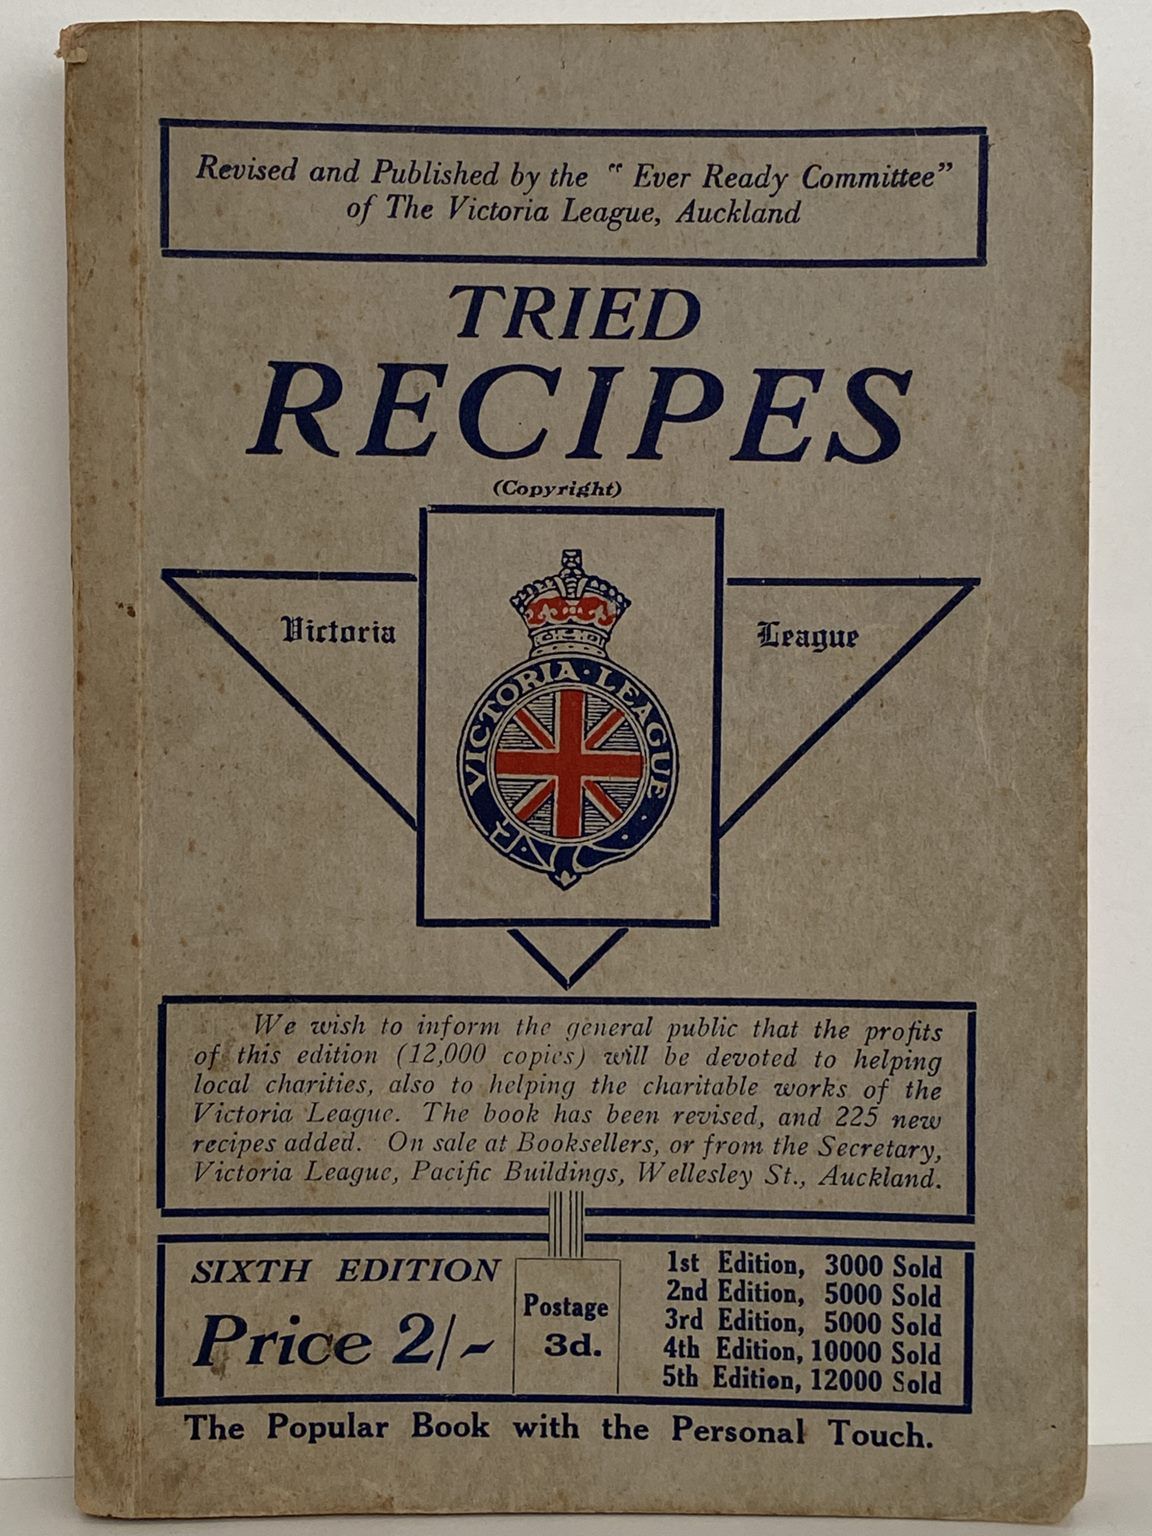 Revised and Published by the " Ever Ready Committee"
of The Victoria League, Auckland
TRIED
RECIPES
(Copyright)
Victoria
League
VICTORIA · LEAGUE
We wish to inform the general public that the profits
of this edition (12,000 copies) will be devoted to helping
local charities, also to helping the charitable works of the
Victoria League. The book has been revised, and 225 new
recipes added. On sale at Booksellers, or from the Secretary,
Victoria League, Pacific Buildings, Wellesley St., Auckland.
SIXTH EDITION
Price 2/-
Postage
3d.
1st Edition, 3000 Sold
2nd Edition, 5000 Sold
3rd Edition, 5000 Sold
4th Edition, 10000 Sold
5th Edition, 12000 Sold
The Popular Book with the Personal Touch.